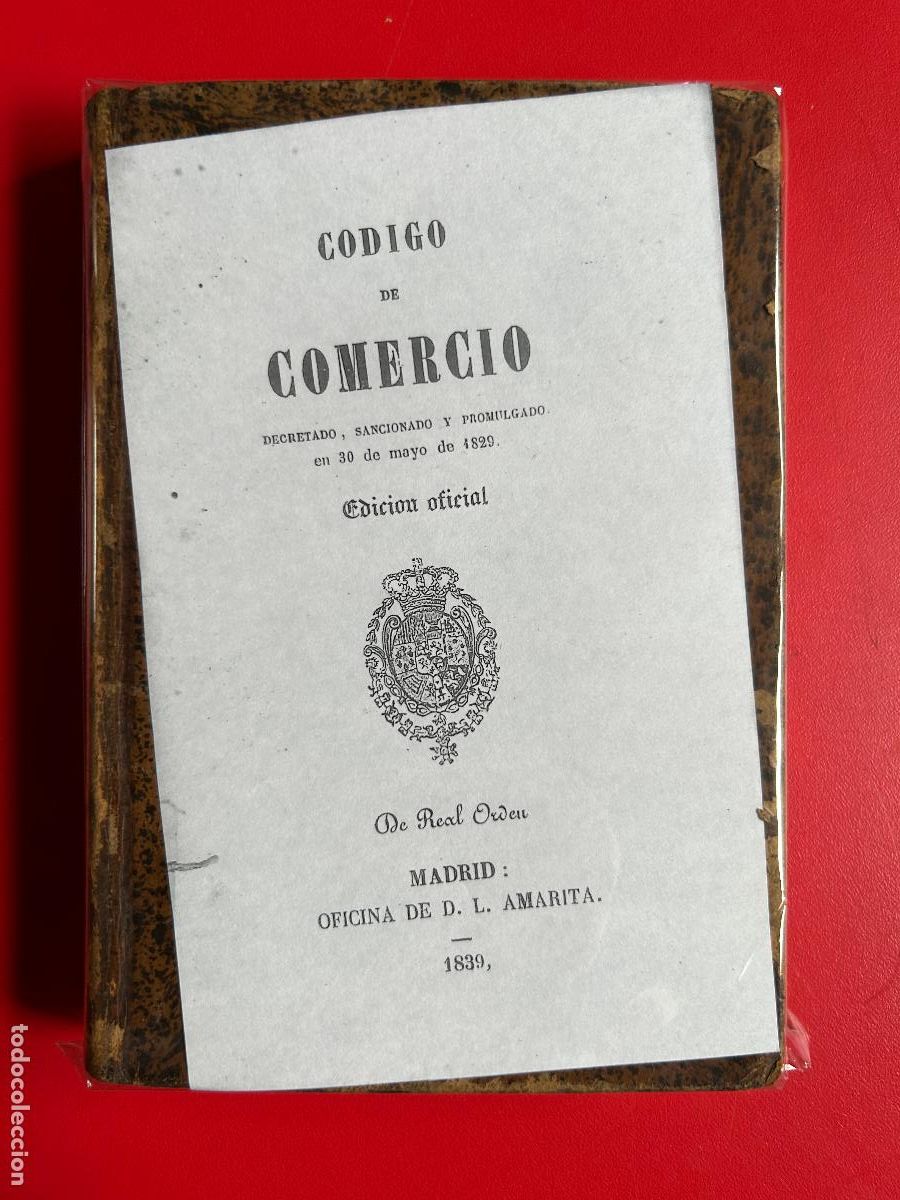 CODIGO
DE
COMERCIO
DECRETADO, SANCIONADO Y PROMULGADO.
en 30 de mayo de 1829.
Edicion oficial
De Real Orden
MADRID:
OFICINA DE D. L. AMARITA.
1839,
todocoleccion